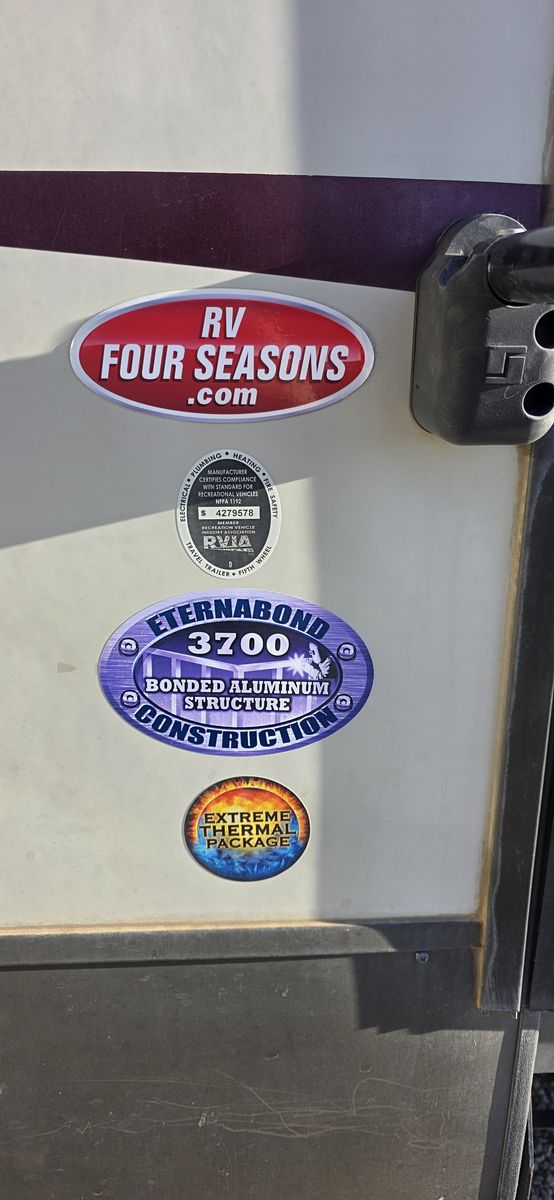 RV
FOUR SEASONS
.com
ELECTRICAL • PLUMBING • HEATING • FIRE SAFETY
MANUFACTURER
CERTIFIES COMPLIANCE
WITH STANDARD FOR
RECREATIONAL VEHICLES
NFPA 1192
S 4279578
MEMBER
RECREATION VEHICLE
INDUSTRY ASSOCIATION
RVIA
D
TRAVEL TRAILER • FIFTH WHEEL
ETERNABOND
3700
BONDED ALUMINUM
STRUCTURE
CONSTRUCTION
EXTREME
THERMAL
PACKAGE